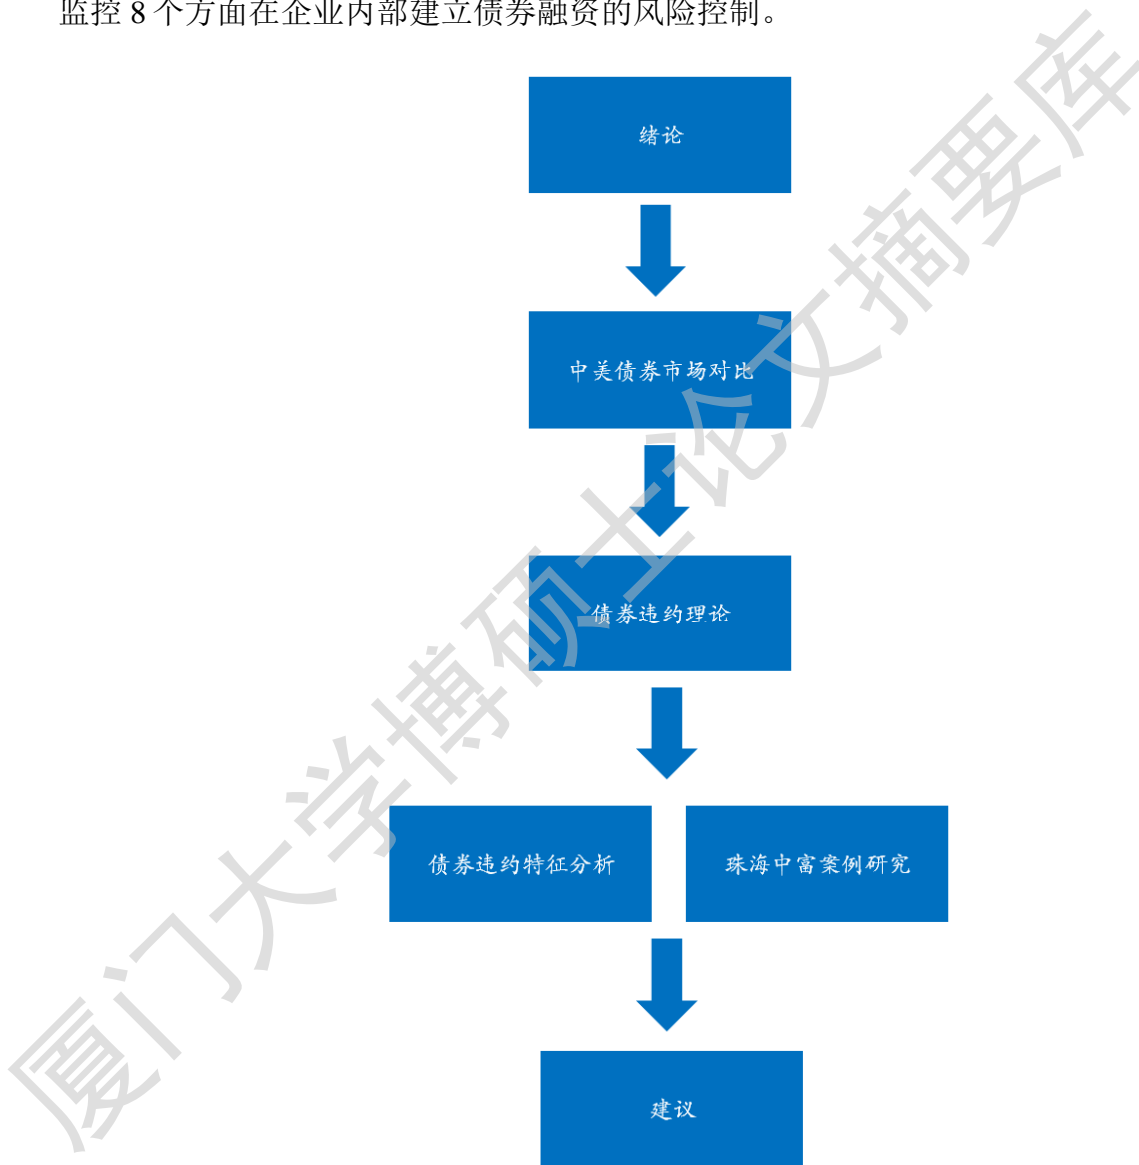 监控 8 个方面在企业内部建立债券融资的风险控制。
绪论
中美债券市场对比
债券违约理论
债券违约特征分析
珠海中富案例研究
建议
厦门大学博硕士论文摘要库